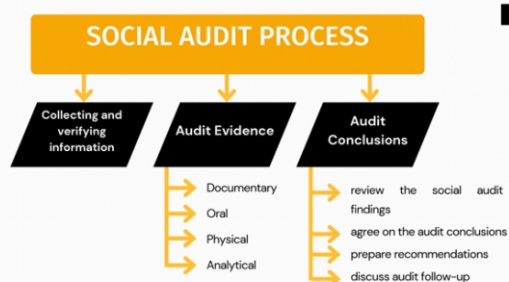 SOCIAL AUDIT PROCESS
Collecting and
verifying
information
Audit Evidence
Audit
Conclusions
Documentary
Oral
Physical
Analytical
review the social audit
findings
agree on the audit conclusions
prepare recommendations
discuss audit follow-up